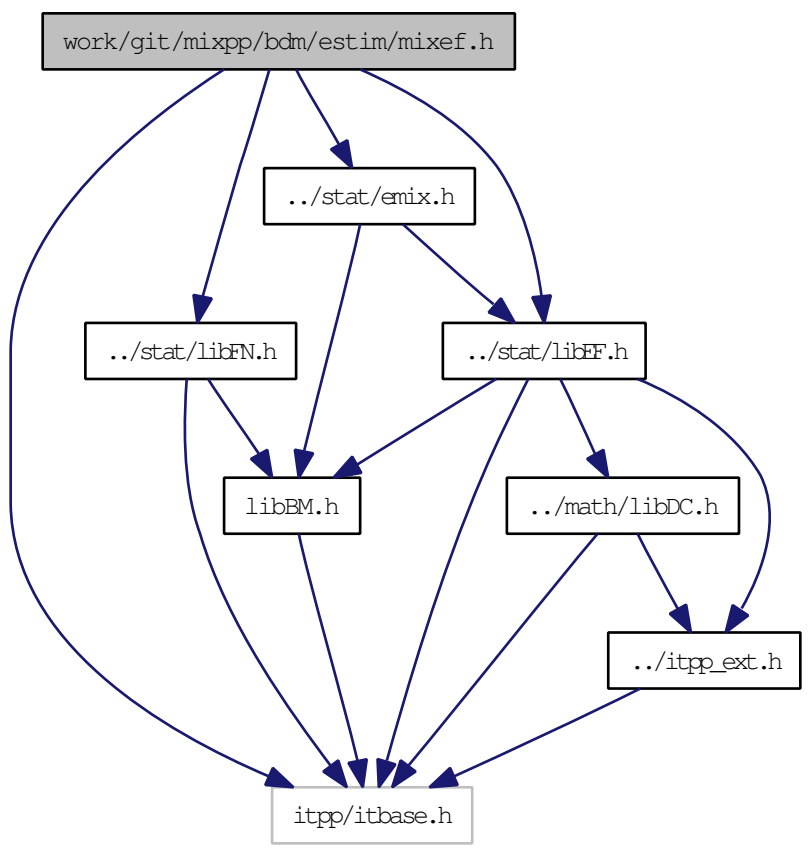 work/git/mixpp/bdm/estim/mixef.h
../stat/emix.h
../stat/libFN.h
../stat/libEF.h
libBM.h
../math/libDC.h
../itpp_ext.h
itpp/itbase.h